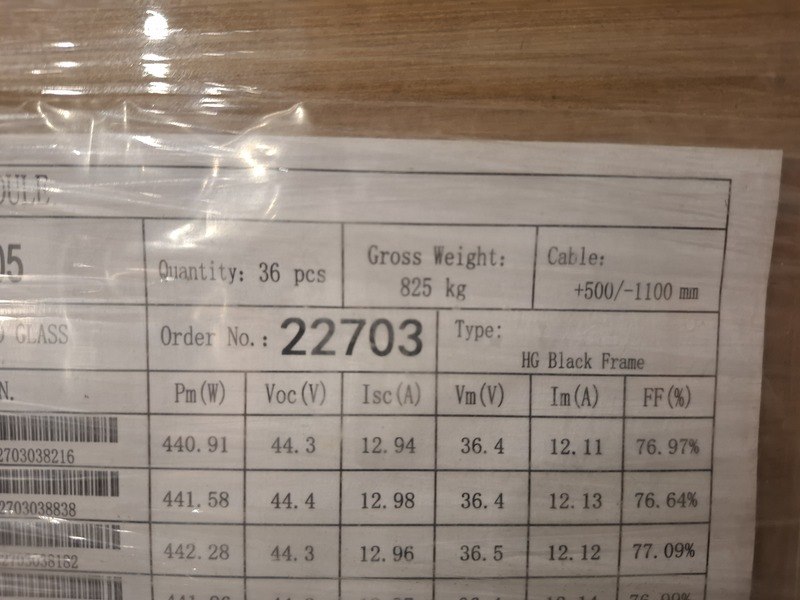 Quantity: 36 pcs
Gross Weight:
825 kg
Cable:
+500/-1100 mm
GLASS
Order No.: 22703
Type:
HG Black Frame
Pm(W) Voc(V) Isc(A) Vm(V) Im(A) FF(%)
440.91 44.3 12.94 36.4 12.11 76.97%
2703038216
441.58 44.4 12.98 36.4 12.13 76.64%
2703038838
442.28 44.3 12.96 36.5 12.12 77.09%